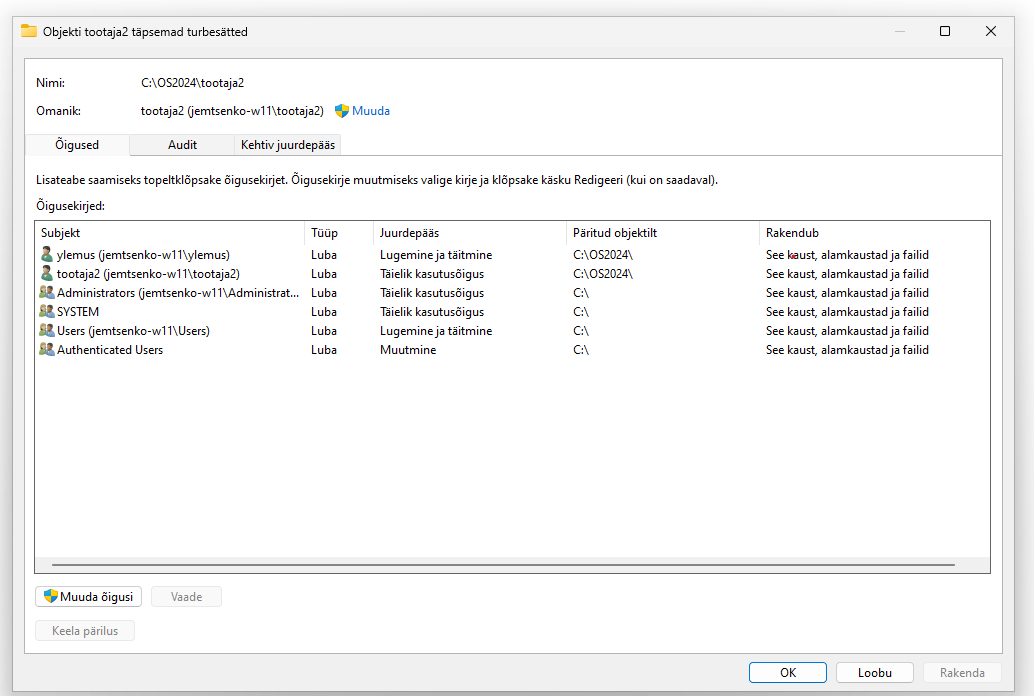 Objekti tootaja2 täpsemad turbesätted
Nimi: C:\OS2024\tootaja2
Omanik: tootaja2 (jemtsenko-w11\tootaja2) Muuda
Õigused Audit Kehtiv juurdepääs
Lisateabe saamiseks topeltklõpsake õigusekirjet. Õigusekirje muutmiseks valige kirje ja klõpsake käsku Redigeeri (kui on saadaval).
Õigusekirjed:
Subjekt Tüüp Juurdepääs Päritud objektilt Rakendub
ylemus (jemtsenko-w11\ylemus) Luba Lugemine ja täitmine C:\OS2024\ See kaust, alamkaustad ja failid
tootaja2 (jemtsenko-w11\tootaja2) Luba Täielik kasutusõigus C:\OS2024\ See kaust, alamkaustad ja failid
Administrators (jemtsenko-w11\Administrat... Luba Täielik kasutusõigus C:\ See kaust, alamkaustad ja failid
SYSTEM Luba Täielik kasutusõigus C:\ See kaust, alamkaustad ja failid
Users (jemtsenko-w11\Users) Luba Lugemine ja täitmine C:\ See kaust, alamkaustad ja failid
Authenticated Users Luba Muutmine C:\ See kaust, alamkaustad ja failid
Muuda õigusi Vaade
Keela pärilus
OK Loobu Rakenda